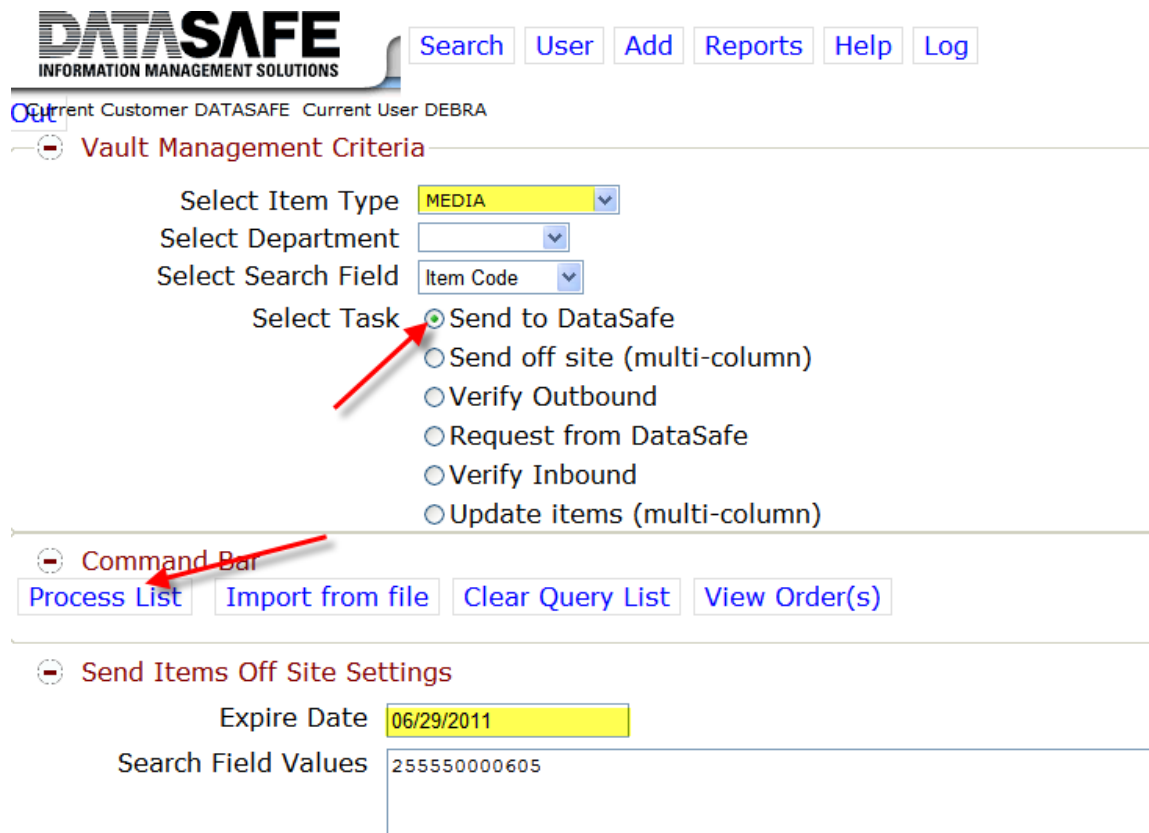 DATASAFE
INFORMATION MANAGEMENT SOLUTIONS
Search User Add Reports Help Log
Out
Current Customer DATASAFE Current User DEBRA
Vault Management Criteria
Select Item Type MEDIA
Select Department
Select Search Field Item Code
Select Task Send to DataSafe
Send off site (multi-column)
Verify Outbound
Request from DataSafe
Verify Inbound
Update items (multi-column)
Command Bar
Process List Import from file Clear Query List View Order(s)
Send Items Off Site Settings
Expire Date 06/29/2011
Search Field Values 255550000605